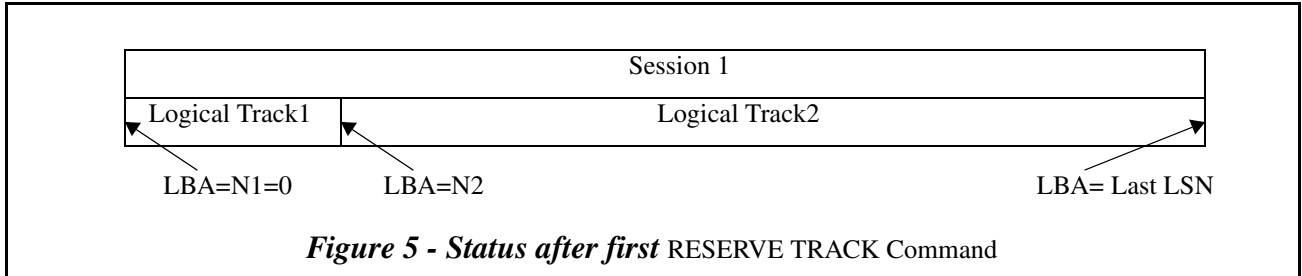 Session 1
Logical Track1 Logical Track2
LBA=N1=0 LBA=N2 LBA= Last LSN
Figure 5 - Status after first RESERVE TRACK Command